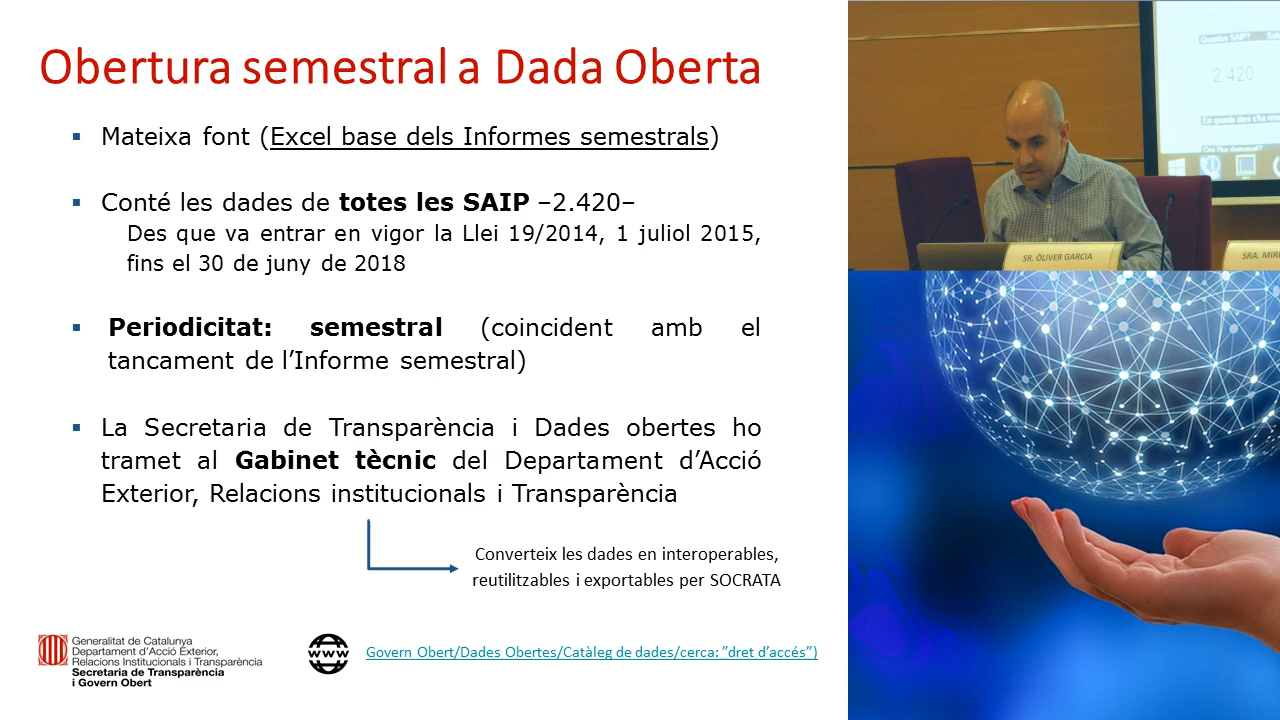 Obertura semestral a Dada Oberta
Mateixa font (Excel base dels Informes semestrals)
Conté les dades de totes les SAIP –2.420–
Des que va entrar en vigor la Llei 19/2014, 1 juliol 2015,
fins el 30 de juny de 2018
Periodicitat: semestral (coincident amb el
tancament de l’Informe semestral)
La Secretaria de Transparència i Dades obertes ho
tramet al Gabinet tècnic del Departament d’Acció
Exterior, Relacions institucionals i Transparència
Converteix les dades en interoperables,
reutilitzables i exportables per SOCRATA
Generalitat de Catalunya
Departament d’Acció Exterior,
Relacions Institucionals i Transparència
Secretaria de Transparència
i Govern Obert
WWW
Govern Obert/Dades Obertes/Catàleg de dades/cerca: ”dret d’accés”)
2 420
SR. ÒLIVER GARCIA
SRA. MIRE